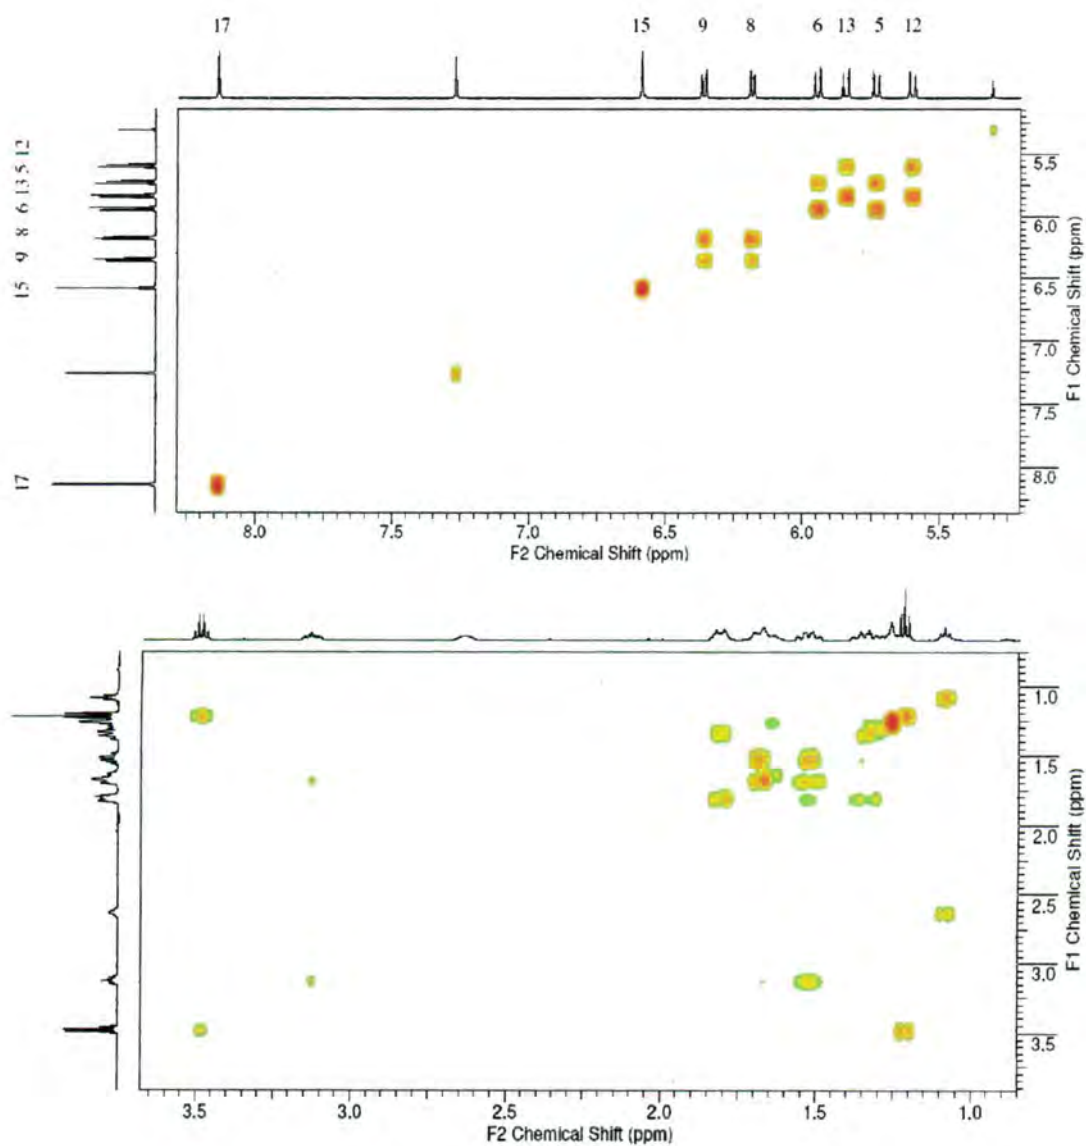 17 15 9 8 6 13 5 12
15 9 8 6 13 5 12
17
5.5
6.0
6.5
7.0
7.5
8.0
F1 Chemical Shift (ppm)
8.0 7.5 7.0 6.5 6.0 5.5
F2 Chemical Shift (ppm)
1.0
1.5
2.0
2.5
3.0
3.5
F1 Chemical Shift (ppm)
3.5 3.0 2.5 2.0 1.5 1.0
F2 Chemical Shift (ppm)